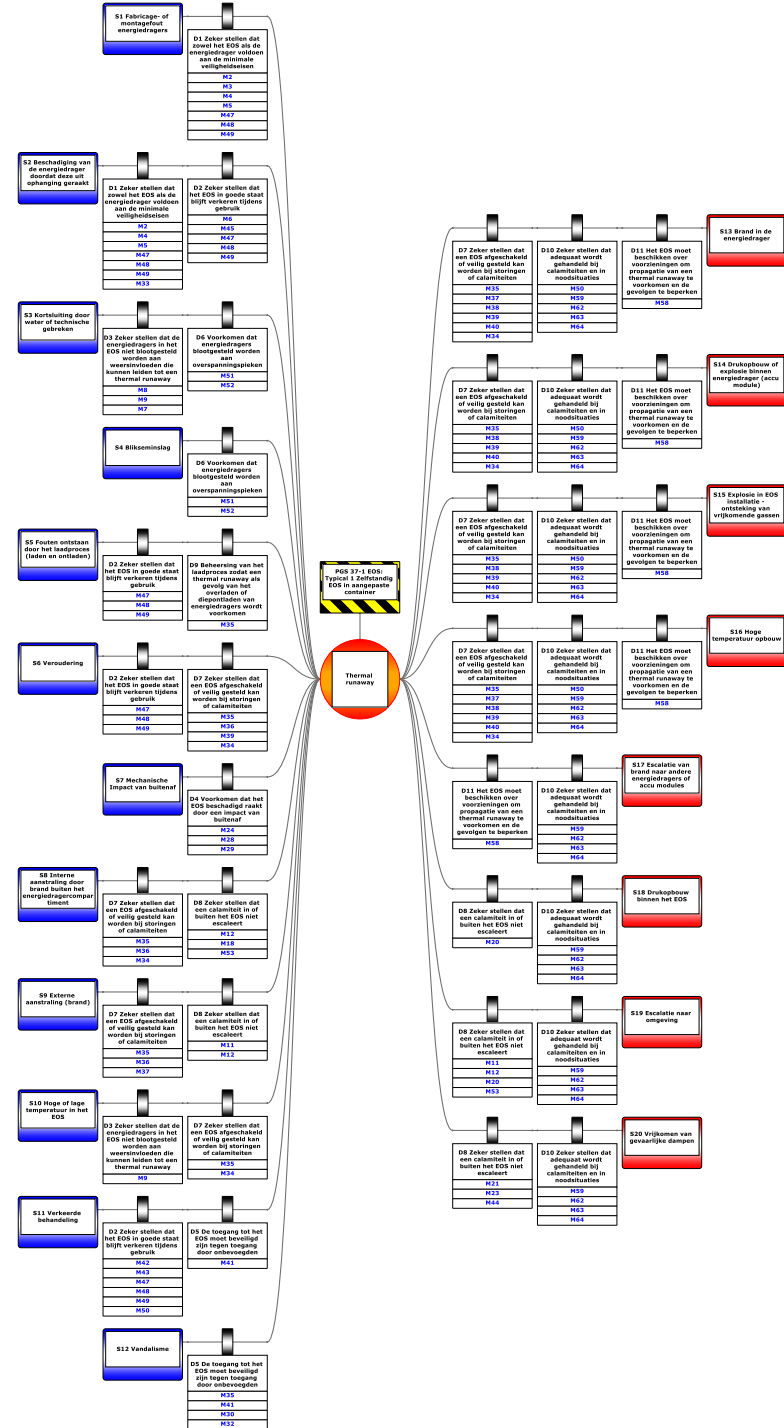 S1 Fabricage- of
montagefout
energiedragers
D1 Zeker stellen dat
zowel het EOS als de
energiedrager voldoen
aan de minimale
veiligheidseisen
M2
M3
M4
M5
M47
M48
M49
S2 Beschadiging van
de energiedrager
doordat deze uit
ophanging geraakt
D1 Zeker stellen dat
zowel het EOS als de
energiedrager voldoen
aan de minimale
veiligheidseisen
M2
M4
M5
M47
M48
M49
M33
D2 Zeker stellen dat
het EOS in goede staat
blijft verkeren tijdens
gebruik
M6
M45
M47
M48
M49
S3 Kortsluiting door
water of technische
gebreken
D3 Zeker stellen dat de
energiedragers in het
EOS niet blootgesteld
worden aan
weersinvloeden die
kunnen leiden tot een
thermal runaway
M8
M9
M7
D6 Voorkomen dat
energiedragers
blootgesteld worden
aan
overspanningspieken
M51
M52
S4 Blikseminslag
D6 Voorkomen dat
energiedragers
blootgesteld worden
aan
overspanningspieken
M51
M52
S5 Fouten ontstaan
door het laadproces
(laden en ontladen)
D2 Zeker stellen dat
het EOS in goede staat
blijft verkeren tijdens
gebruik
M47
M48
M49
D9 Beheersing van het
laadproces zodat een
thermal runaway als
gevolg van het
overladen of
diepontladen van
energiedragers wordt
voorkomen
M35
S6 Veroudering
D2 Zeker stellen dat
het EOS in goede staat
blijft verkeren tijdens
gebruik
M47
M48
M49
D7 Zeker stellen dat
een EOS afgeschakeld
of veilig gesteld kan
worden bij storingen
of calamiteiten
M35
M36
M39
M34
S7 Mechanische
Impact van buitenaf
D4 Voorkomen dat het
EOS beschadigd raakt
door een impact van
buitenaf
M24
M28
M29
S8 Interne
aanstraling door
brand buiten het
energiedragercompar
timent
D7 Zeker stellen dat
een EOS afgeschakeld
of veilig gesteld kan
worden bij storingen
of calamiteiten
M35
M36
M34
D8 Zeker stellen dat
een calamiteit in of
buiten het EOS niet
escaleert
M12
M18
M53
S9 Externe
aanstraling (brand)
D7 Zeker stellen dat
een EOS afgeschakeld
of veilig gesteld kan
worden bij storingen
of calamiteiten
M35
M36
M37
D8 Zeker stellen dat
een calamiteit in of
buiten het EOS niet
escaleert
M11
M12
S10 Hoge of lage
temperatuur in het
EOS
D3 Zeker stellen dat de
energiedragers in het
EOS niet blootgesteld
worden aan
weersinvloeden die
kunnen leiden tot een
thermal runaway
M9
D7 Zeker stellen dat
een EOS afgeschakeld
of veilig gesteld kan
worden bij storingen
of calamiteiten
M35
M34
S11 Verkeerde
behandeling
D2 Zeker stellen dat
het EOS in goede staat
blijft verkeren tijdens
gebruik
M42
M43
M47
M48
M49
M50
D5 De toegang tot het
EOS moet beveiligd
zijn tegen toegang
door onbevoegden
M41
S12 Vandalisme
D5 De toegang tot het
EOS moet beveiligd
zijn tegen toegang
door onbevoegden
M35
M41
M30
M32
PGS 37-1 EOS:
Typical 1 Zelfstandig
EOS in aangepaste
container
Thermal
runaway
D7 Zeker stellen dat
een EOS afgeschakeld
of veilig gesteld kan
worden bij storingen
of calamiteiten
M35
M37
M38
M39
M40
M34
D10 Zeker stellen dat
adequaat wordt
gehandeld bij
calamiteiten en in
noodsituaties
M50
M59
M62
M63
M64
D11 Het EOS moet
beschikken over
voorzieningen om
propagatie van een
thermal runaway te
voorkomen en de
gevolgen te beperken
M58
S13 Brand in de
energiedrager
D7 Zeker stellen dat
een EOS afgeschakeld
of veilig gesteld kan
worden bij storingen
of calamiteiten
M35
M38
M39
M40
M34
D10 Zeker stellen dat
adequaat wordt
gehandeld bij
calamiteiten en in
noodsituaties
M50
M59
M62
M63
M64
D11 Het EOS moet
beschikken over
voorzieningen om
propagatie van een
thermal runaway te
voorkomen en de
gevolgen te beperken
M58
S14 Drukopbouw of
explosie binnen
energiedrager (accu
module)
D7 Zeker stellen dat
een EOS afgeschakeld
of veilig gesteld kan
worden bij storingen
of calamiteiten
M35
M38
M39
M40
M34
D10 Zeker stellen dat
adequaat wordt
gehandeld bij
calamiteiten en in
noodsituaties
M50
M59
M62
M63
M64
D11 Het EOS moet
beschikken over
voorzieningen om
propagatie van een
thermal runaway te
voorkomen en de
gevolgen te beperken
M58
S15 Explosie in EOS
installatie -
ontsteking van
vrijkomende gassen
D7 Zeker stellen dat
een EOS afgeschakeld
of veilig gesteld kan
worden bij storingen
of calamiteiten
M35
M37
M38
M39
M40
M34
D10 Zeker stellen dat
adequaat wordt
gehandeld bij
calamiteiten en in
noodsituaties
M50
M59
M62
M63
M64
D11 Het EOS moet
beschikken over
voorzieningen om
propagatie van een
thermal runaway te
voorkomen en de
gevolgen te beperken
M58
S16 Hoge
temperatuur opbouw
D11 Het EOS moet
beschikken over
voorzieningen om
propagatie van een
thermal runaway te
voorkomen en de
gevolgen te beperken
M58
D10 Zeker stellen dat
adequaat wordt
gehandeld bij
calamiteiten en in
noodsituaties
M59
M62
M63
M64
S17 Escalatie van
brand naar andere
energiedragers of
accu modules
D8 Zeker stellen dat
een calamiteit in of
buiten het EOS niet
escaleert
M20
D10 Zeker stellen dat
adequaat wordt
gehandeld bij
calamiteiten en in
noodsituaties
M59
M62
M63
M64
S18 Drukopbouw
binnen het EOS
D8 Zeker stellen dat
een calamiteit in of
buiten het EOS niet
escaleert
M11
M12
M20
M53
D10 Zeker stellen dat
adequaat wordt
gehandeld bij
calamiteiten en in
noodsituaties
M59
M62
M63
M64
S19 Escalatie naar
omgeving
D8 Zeker stellen dat
een calamiteit in of
buiten het EOS niet
escaleert
M21
M23
M44
D10 Zeker stellen dat
adequaat wordt
gehandeld bij
calamiteiten en in
noodsituaties
M59
M62
M63
M64
S20 Vrijkomen van
gevaarlijke dampen